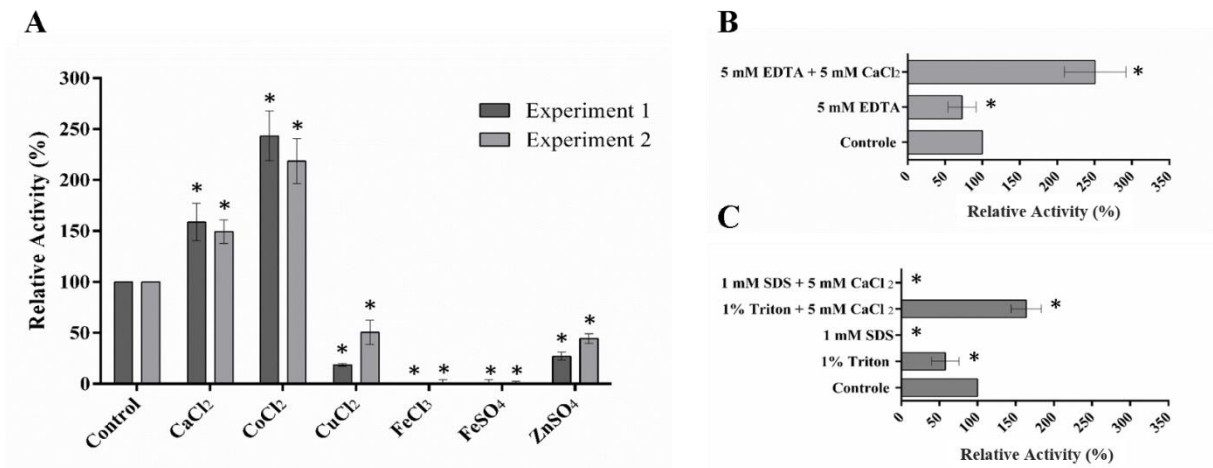 A
Relative Activity (%)
300
250
200
150
100
50
0
Experiment 1
Experiment 2
* * * * * * * * * * * *
Control
CaCl2
CoCl2
CuCl2
FeCl3
FeSO4
ZnSO4
B
5 mM EDTA + 5 mM CaCl2 *
5 mM EDTA *
Controle
0 50 100 150 200 250 300 350
Relative Activity (%)
C
1 mM SDS + 5 mM CaCl 2 *
1% Triton + 5 mM CaCl 2 *
1 mM SDS *
1% Triton *
Controle
0 50 100 150 200 250 300 350
Relative Activity (%)